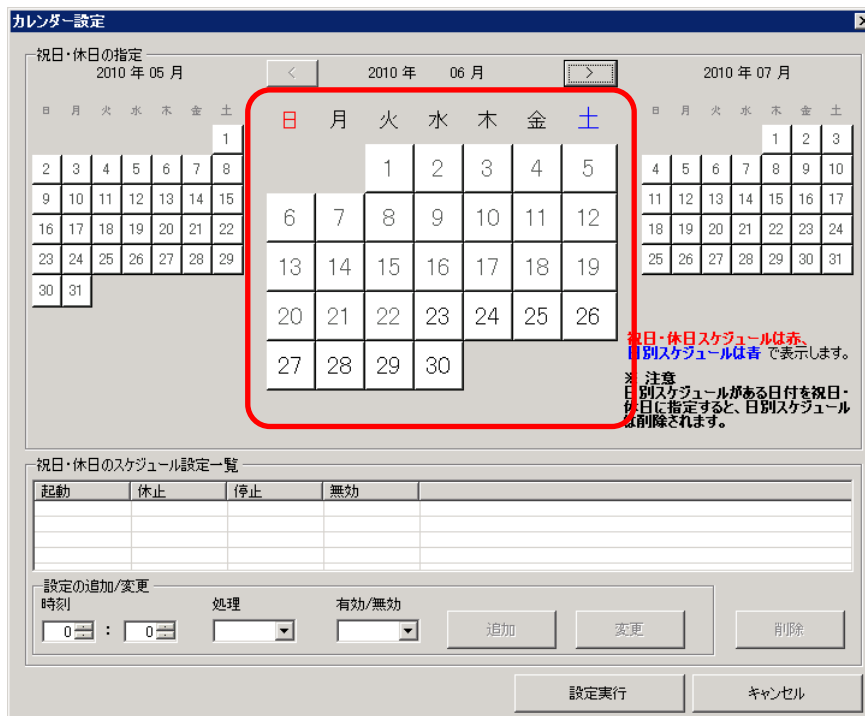 カレンダー設定
祝日・休日の指定
2010 年 05 月
日 月 火 水 木 金 土
1
2 3 4 5 6 7 8
9 10 11 12 13 14 15
16 17 18 19 20 21 22
23 24 25 26 27 28 29
30 31
< 2010 年 06 月 >
日 月 火 水 木 金 土
1 2 3 4 5
6 7 8 9 10 11 12
13 14 15 16 17 18 19
20 21 22 23 24 25 26
27 28 29 30
2010 年 07 月
日 月 火 水 木 金 土
1 2 3
4 5 6 7 8 9 10
11 12 13 14 15 16 17
18 19 20 21 22 23 24
25 26 27 28 29 30 31
祝日・休日スケジュールは赤、
日別スケジュールは青 で表示します。
※ 注意
日別スケジュールがある日付を祝日・
休日に指定すると、日別スケジュール
は削除されます。
祝日・休日のスケジュール設定一覧
起動 休止 停止 無効
設定の追加/変更
時刻 処理 有効/無効
0 : 0 追加 変更 削除
設定実行 キャンセル